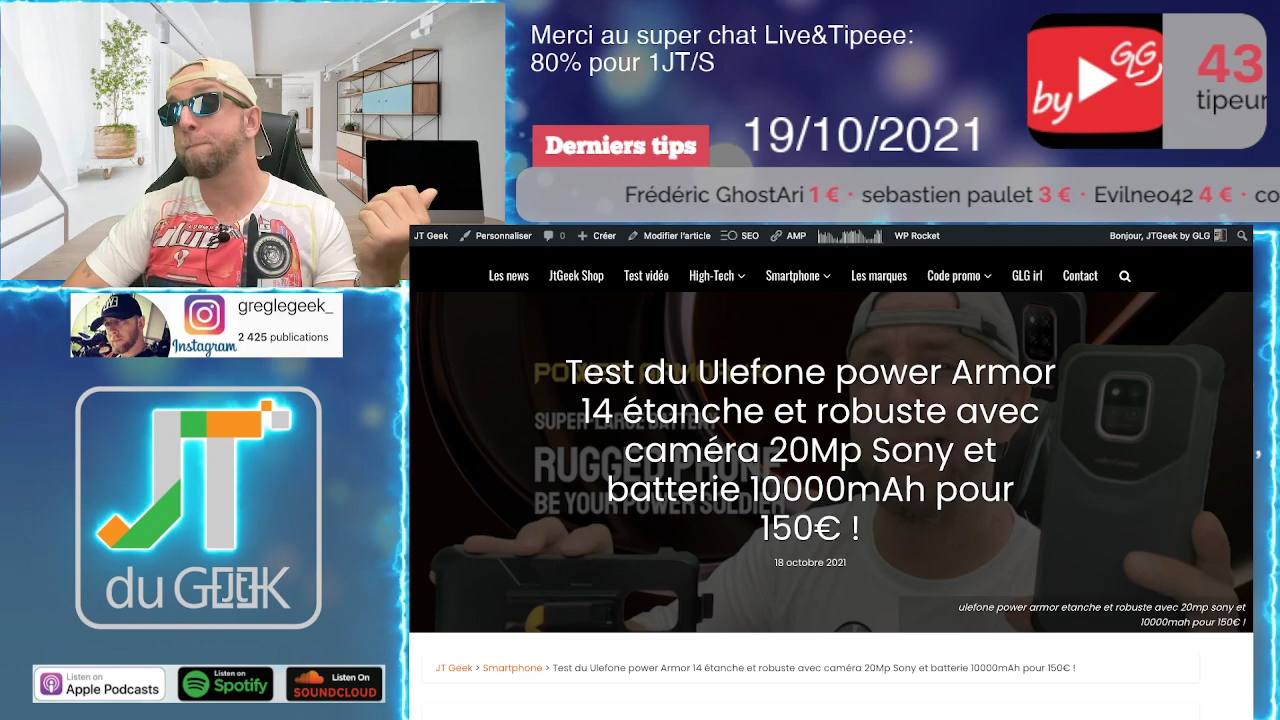 Merci au super chat Live&Tipeee:
80% pour 1JT/S
by GLG
43
tipeur
Derniers tips
19/10/2021
Frédéric GhostAri 1 € · sebastien paulet 3 € · Evilneo42 4 € · co
JT Geek Personnaliser 0 Créer Modifier l'article SEO AMP WP Rocket Bonjour, JTGeek by GLG
Les news JtGeek Shop Test vidéo High-Tech Smartphone Les marques Code promo GLG irl Contact
greglegeek_
Instagram 2 425 publications
Test du Ulefone power Armor
14 étanche et robuste avec
caméra 20Mp Sony et
batterie 10000mAh pour
150€ !
18 octobre 2021
SUPER-LARGE BATTERY
RUGGED PHONE
BE YOUR POWER SOLDIER
ulefone power armor etanche et robuste avec 20mp sony et
10000mah pour 150€ !
JT
du GEEK
Listen on
Apple Podcasts
Listen on
Spotify
Listen On
SOUNDCLOUD
JT Geek > Smartphone > Test du Ulefone power Armor 14 étanche et robuste avec caméra 20Mp Sony et batterie 10000mAh pour 150€ !